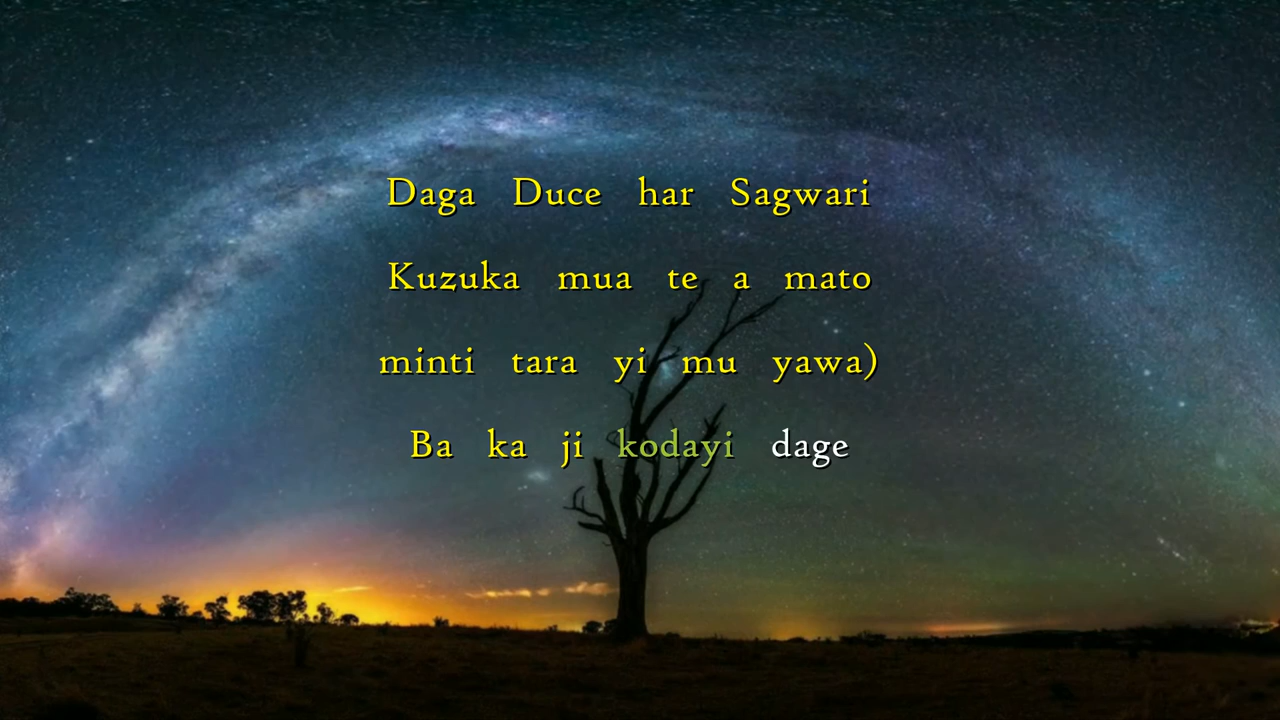 Daga Duce har Sagwari
Kuzuka mua te a mato
minti tara yi mu yawa)
Ba ka ji kodayi dage